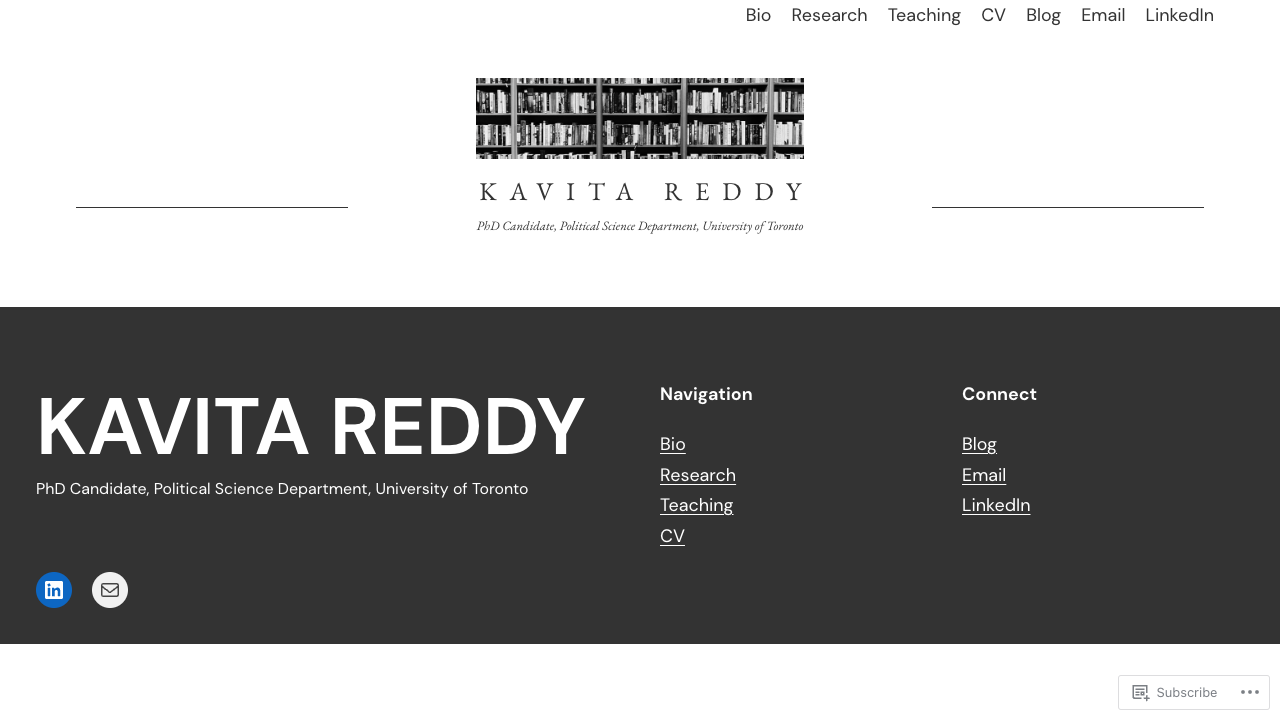 Bio Research Teaching CV Blog Email LinkedIn
KAVITA REDDY
PhD Candidate, Political Science Department, University of Toronto
KAVITA REDDY
PhD Candidate, Political Science Department, University of Toronto
Navigation
Bio
Research
Teaching
CV
Connect
Blog
Email
LinkedIn
in
Subscribe